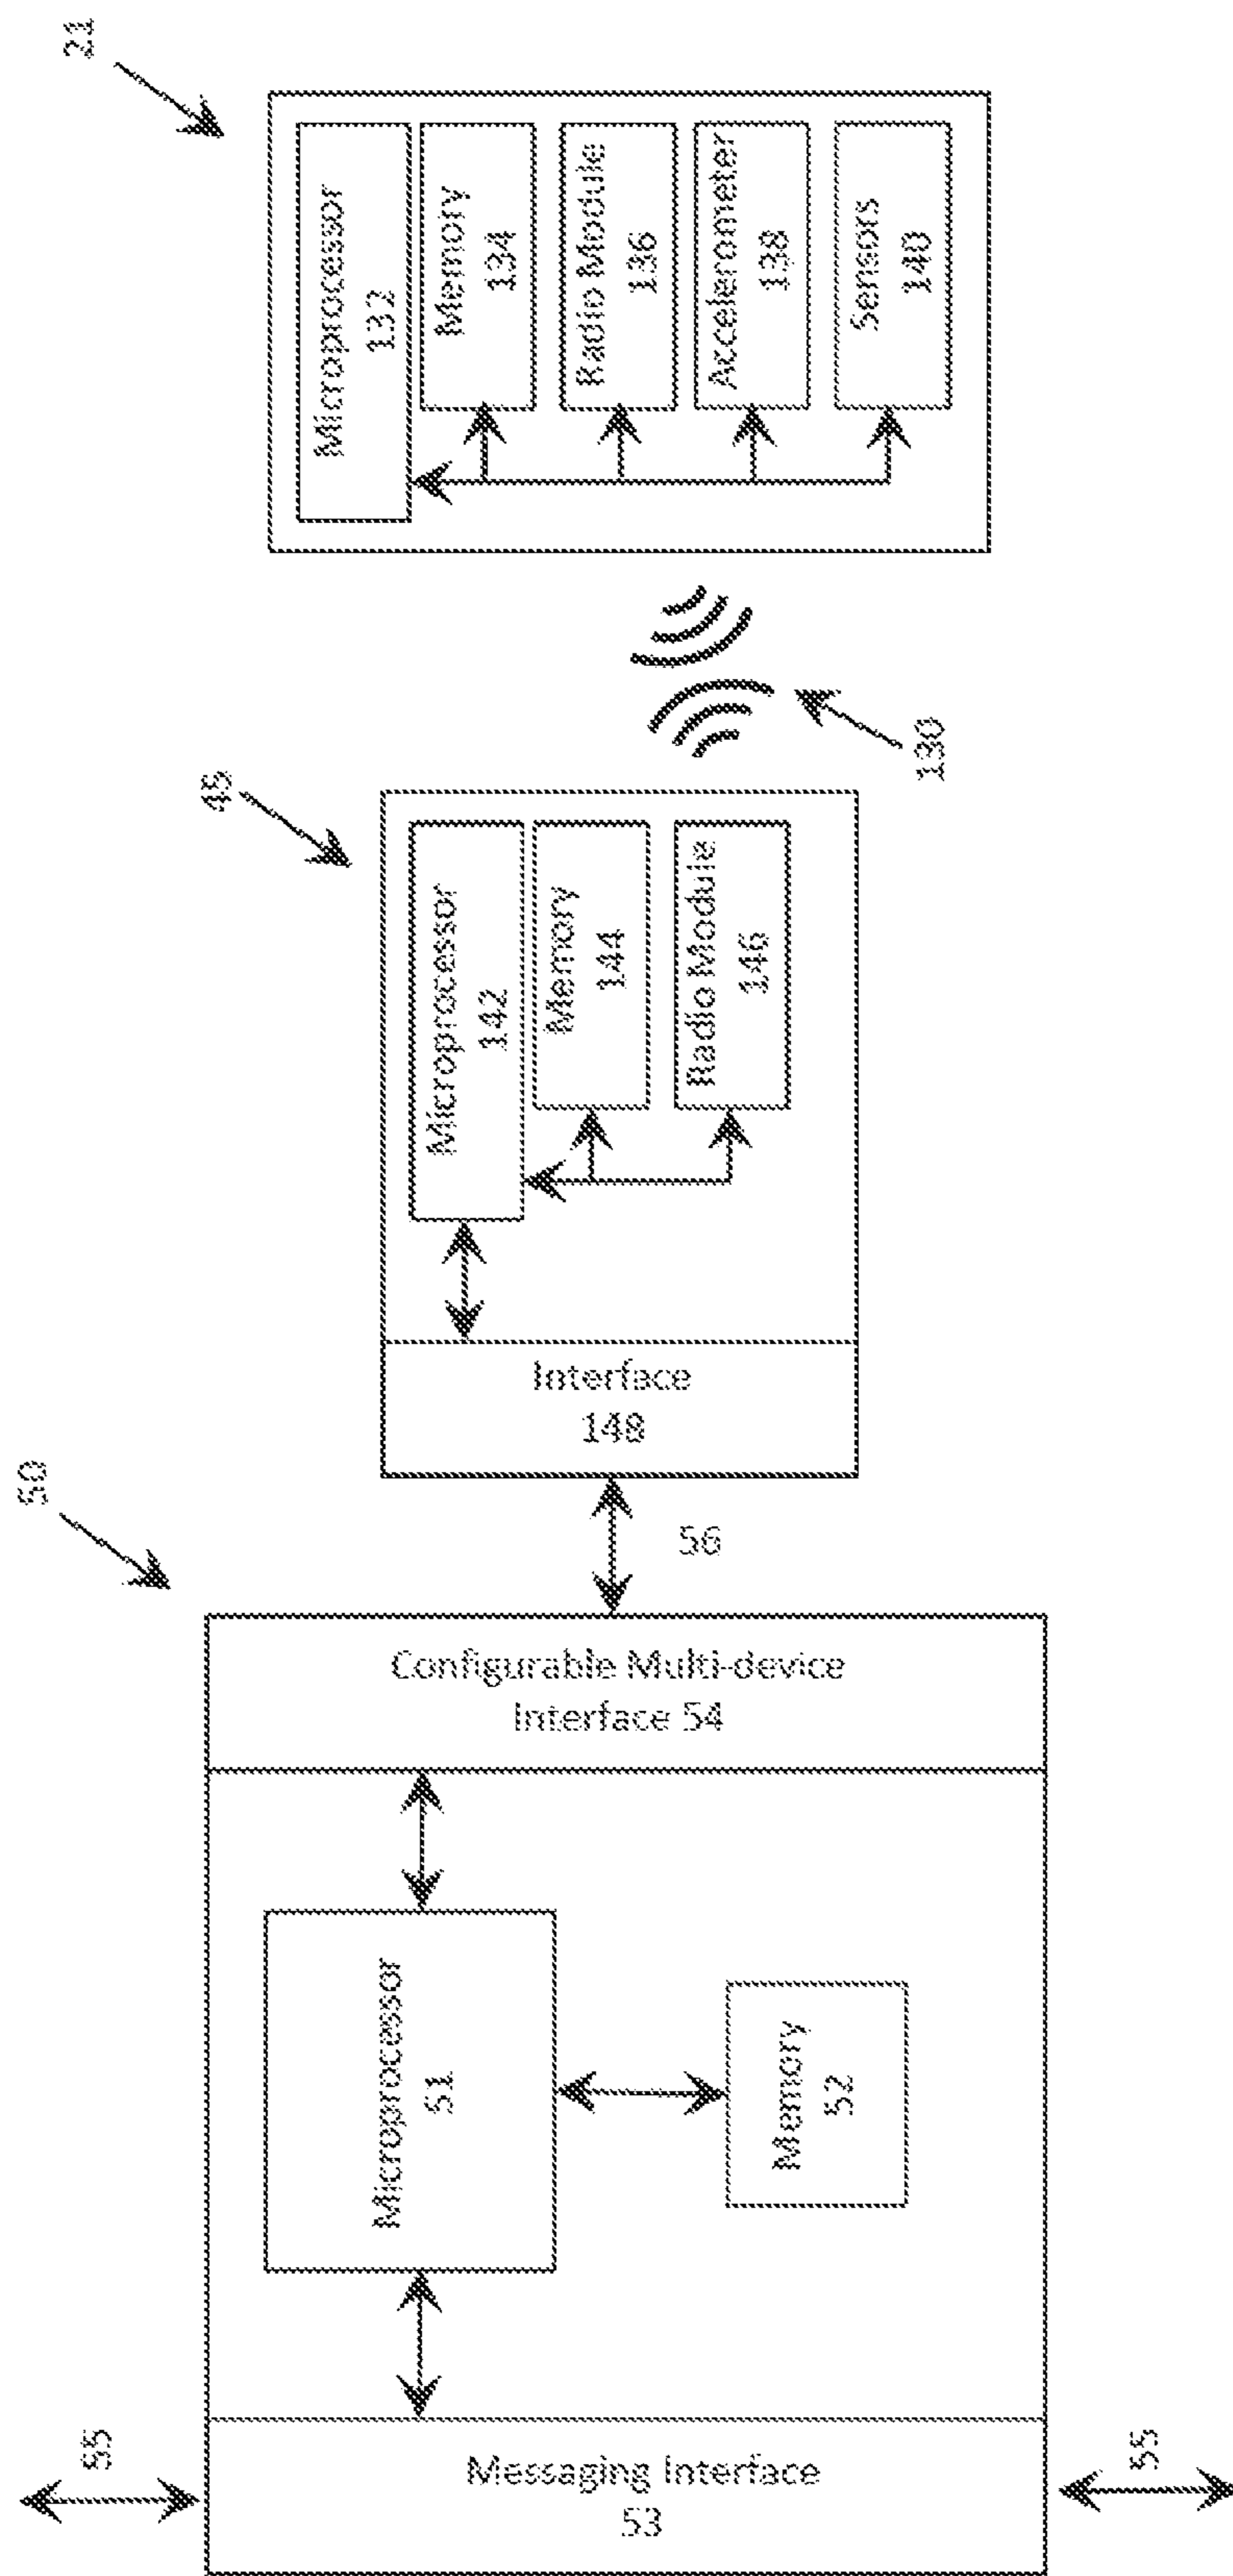 21
Microprocessor
132
Memory
134
Radio Module
136
Accelerometer
138
Sensors
140
130
45
Microprocessor
142
Memory
144
Radio Module
146
Interface
148
56
50
Configurable Multi-device
Interface 54
Microprocessor
51
Memory
52
Messaging Interface
53
55
55